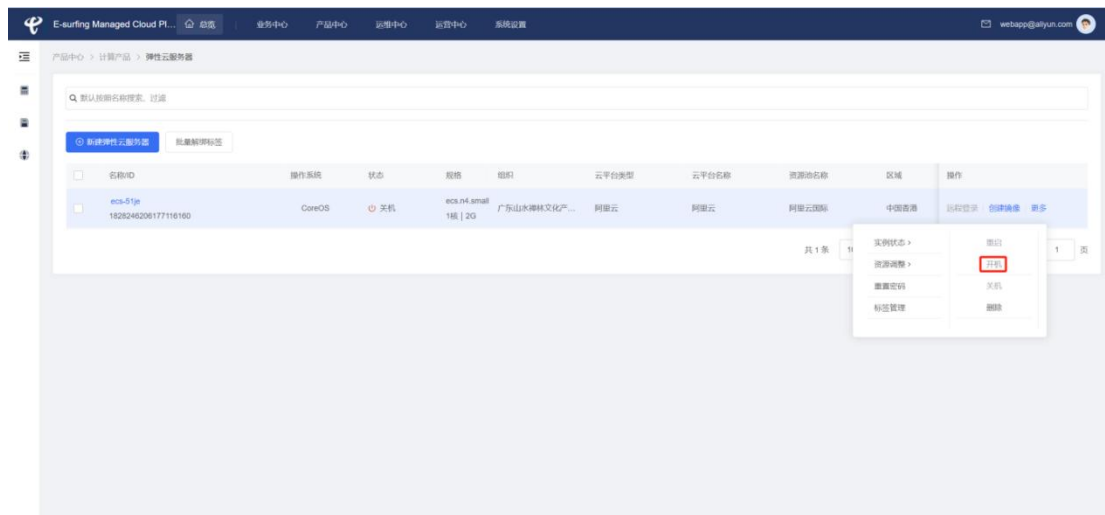 E-surfing Managed Cloud Pl... 总览 业务中心 产品中心 运维中心 运营中心 系统设置 webapp@aliyun.com
产品中心 > 计算产品 > 弹性云服务器
默认按照名称搜索、过滤
新建弹性云服务器 批量解绑标签
名称/ID 操作系统 状态 规格 组织 云平台类型 云平台名称 资源池名称 区域 操作
ecs-51je CoreOS 关机 ecs.n4.small 广东山水禅林文化产... 阿里云 阿里云 阿里云国际 中国香港 远程登录 创建镜像 更多
1828246206177116160 1核 | 2G
共 1 条 1 页
实例状态 > 重启
资源调整 > 开机
重置密码 关机
标签管理 删除